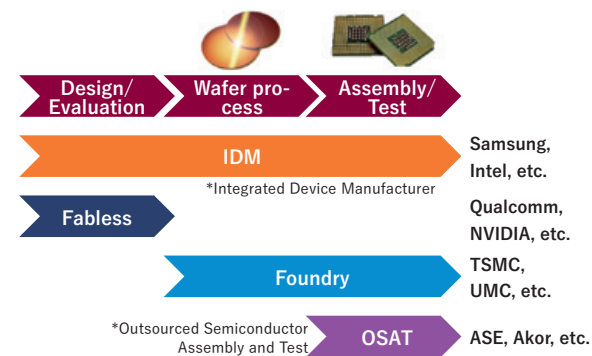 Design/
Evaluation
Wafer pro-
cess
Assembly/
Test
IDM
Samsung,
Intel, etc.
*Integrated Device Manufacturer
Fabless
Qualcomm,
NVIDIA, etc.
Foundry
TSMC,
UMC, etc.
*Outsourced Semiconductor
Assembly and Test
OSAT
ASE, Akor, etc.